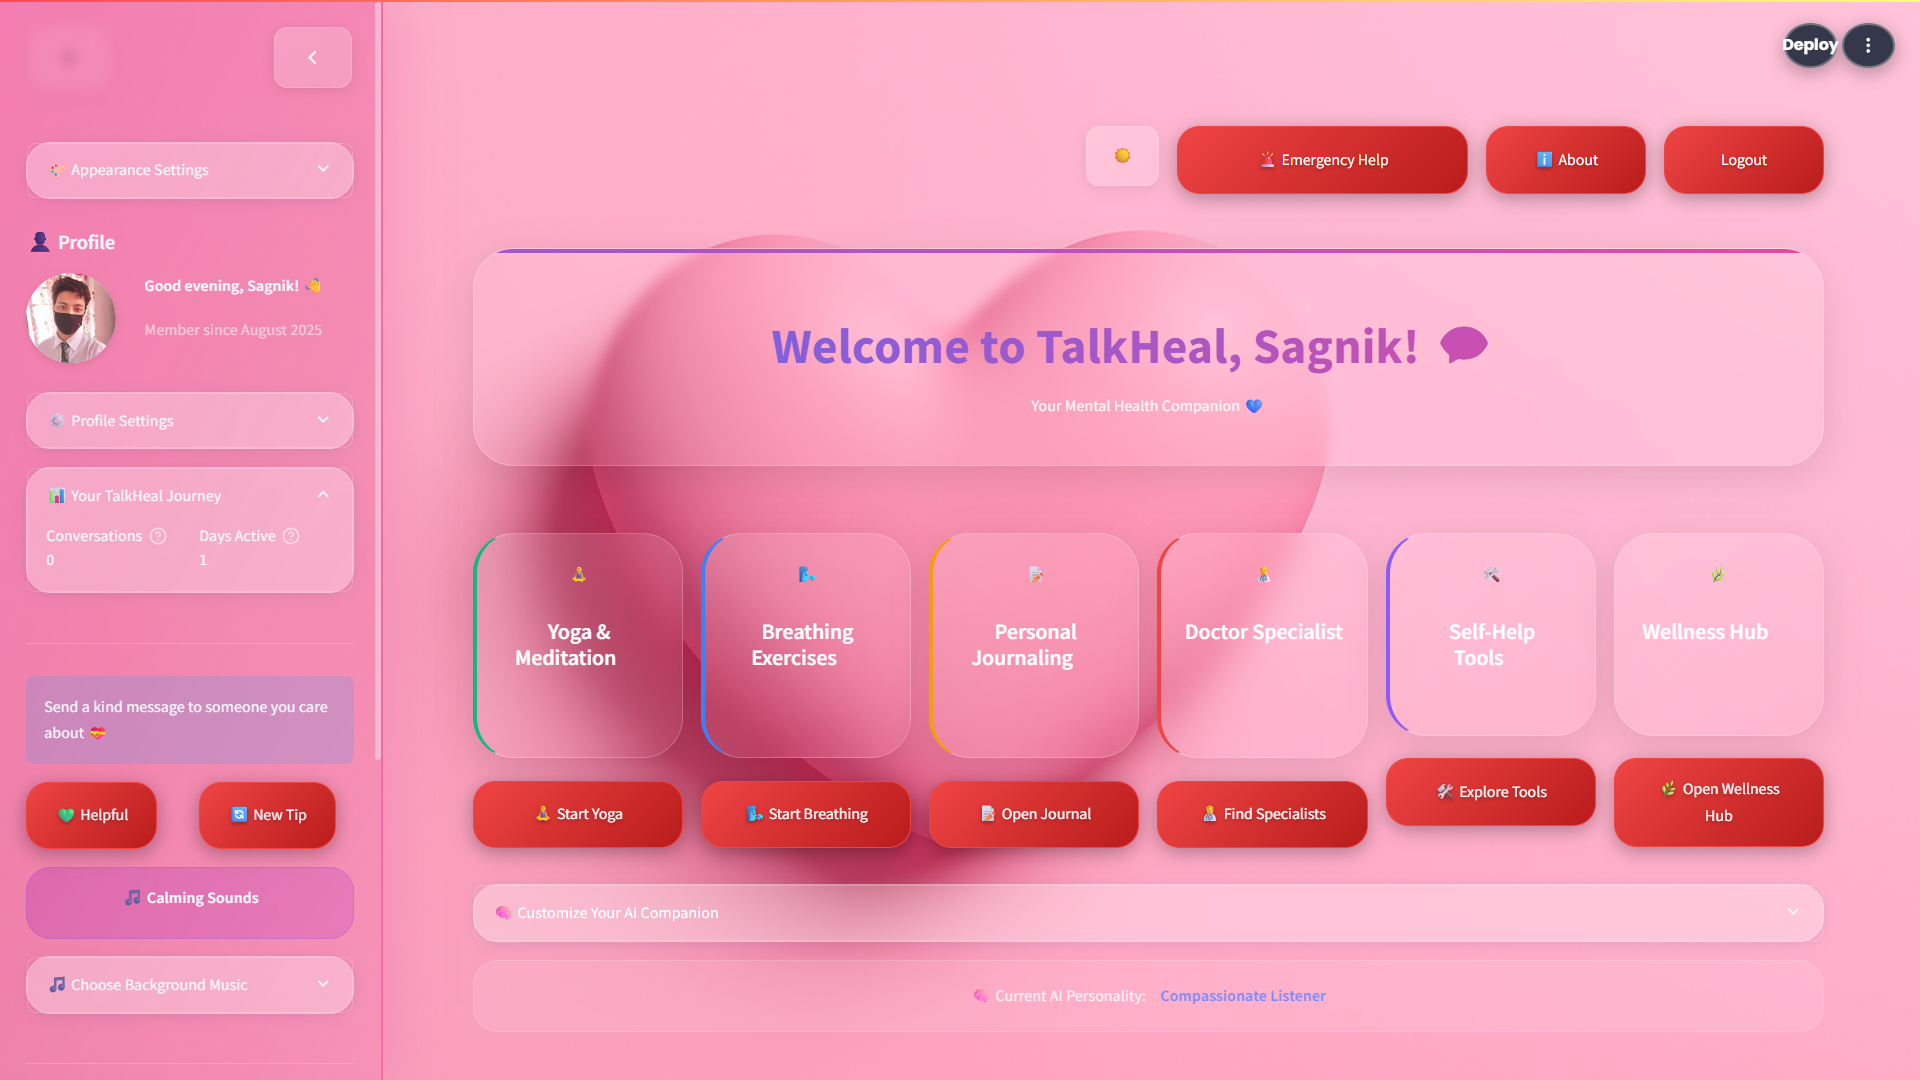 Deploy
Appearance Settings
Emergency Help
About
Logout
Profile
Good evening, Sagnik! 👋
Member since August 2025
Welcome to TalkHeal, Sagnik! 💬
Your Mental Health Companion 💙
Profile Settings
Your TalkHeal Journey
Conversations
Days Active
0
1
Yoga &
Meditation
Breathing
Exercises
Personal
Journaling
Doctor Specialist
Self-Help
Tools
Wellness Hub
Send a kind message to someone you care
about 💝
Helpful
New Tip
Start Yoga
Start Breathing
Open Journal
Find Specialists
Explore Tools
Open Wellness
Hub
Calming Sounds
Customize Your AI Companion
Choose Background Music
Current AI Personality: Compassionate Listener